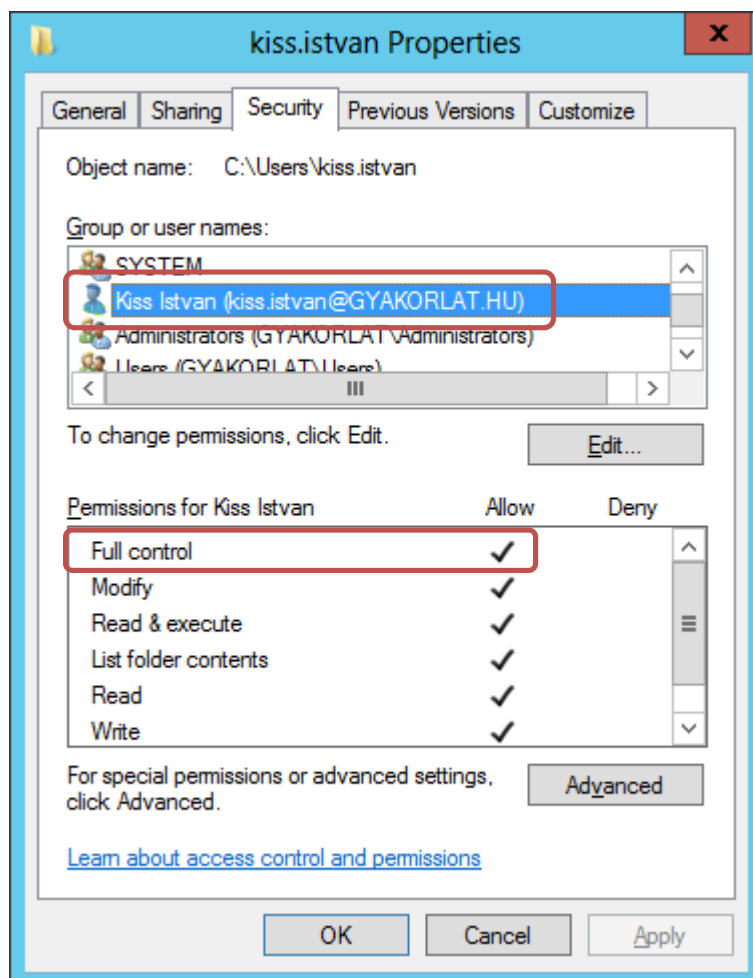 kiss.istvan Properties
x
General Sharing Security Previous Versions Customize
Object name: C:\Users\kiss.istvan
Group or user names:
SYSTEM
Kiss Istvan (kiss.istvan@GYAKORLAT.HU)
Administrators (GYAKORLAT\Administrators)
Users (GYAKORLAT\Users)
To change permissions, click Edit.
Edit...
Permissions for Kiss Istvan Allow Deny
Full control
Modify
Read & execute
List folder contents
Read
Write
For special permissions or advanced settings,
click Advanced.
Advanced
Learn about access control and permissions
OK Cancel Apply